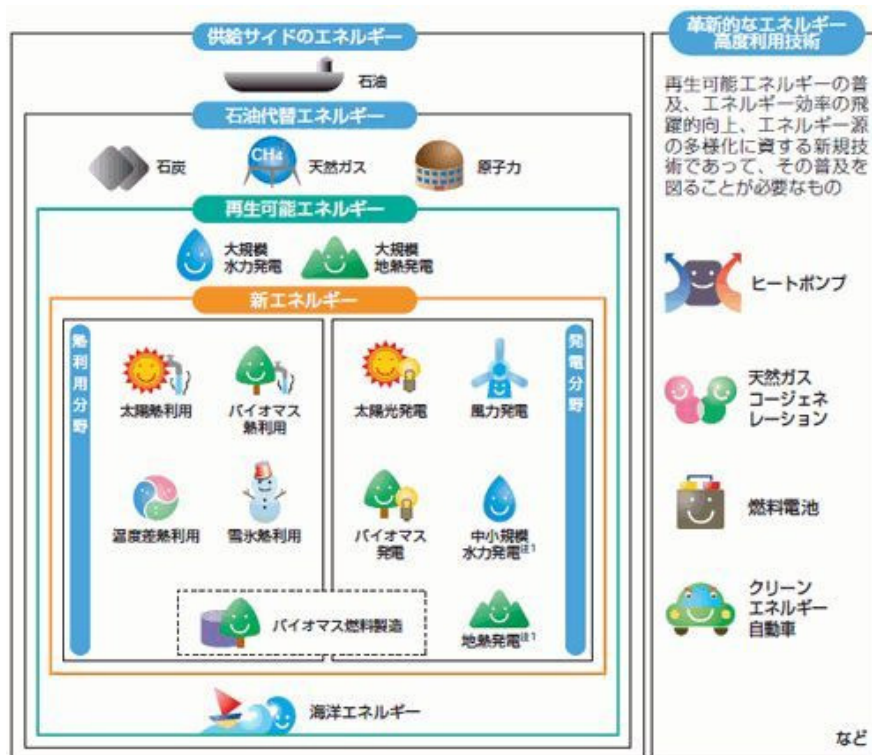 供給サイドのエネルギー
石油
石油代替エネルギー
石炭
CH4
天然ガス
原子力
再生可能エネルギー
大規模
水力発電
大規模
地熱発電
新エネルギー
熱利用分野
太陽熱利用
バイオマス
熱利用
温度差熱利用
雪氷熱利用
発電分野
太陽光発電
風力発電
バイオマス
発電
中小規模
水力発電注1
地熱発電注1
バイオマス燃料製造
海洋エネルギー
革新的なエネルギー
高度利用技術
再生可能エネルギーの普
及、エネルギー効率の飛
躍的向上、エネルギー源
の多様化に資する新規技
術であって、その普及を
図ることが必要なもの
ヒートポンプ
天然ガス
コージェネ
レーション
燃料電池
クリーン
エネルギー
自動車
など